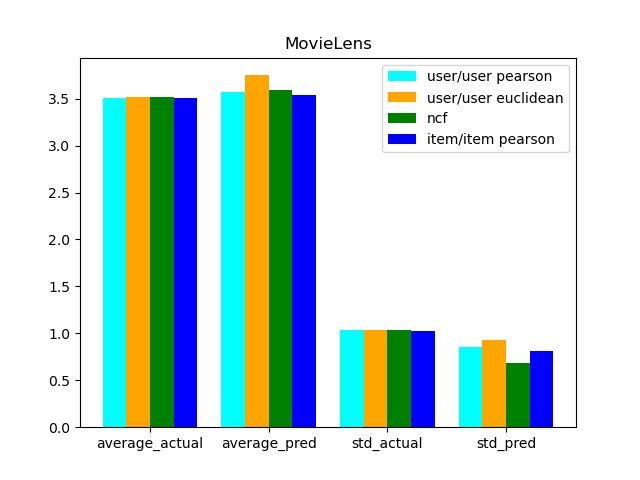 MovieLens
user/user pearson
user/user euclidean
ncf
item/item pearson
3.5
3.0
2.5
2.0
1.5
1.0
0.5
0.0
average_actual
average_pred
std_actual
std_pred